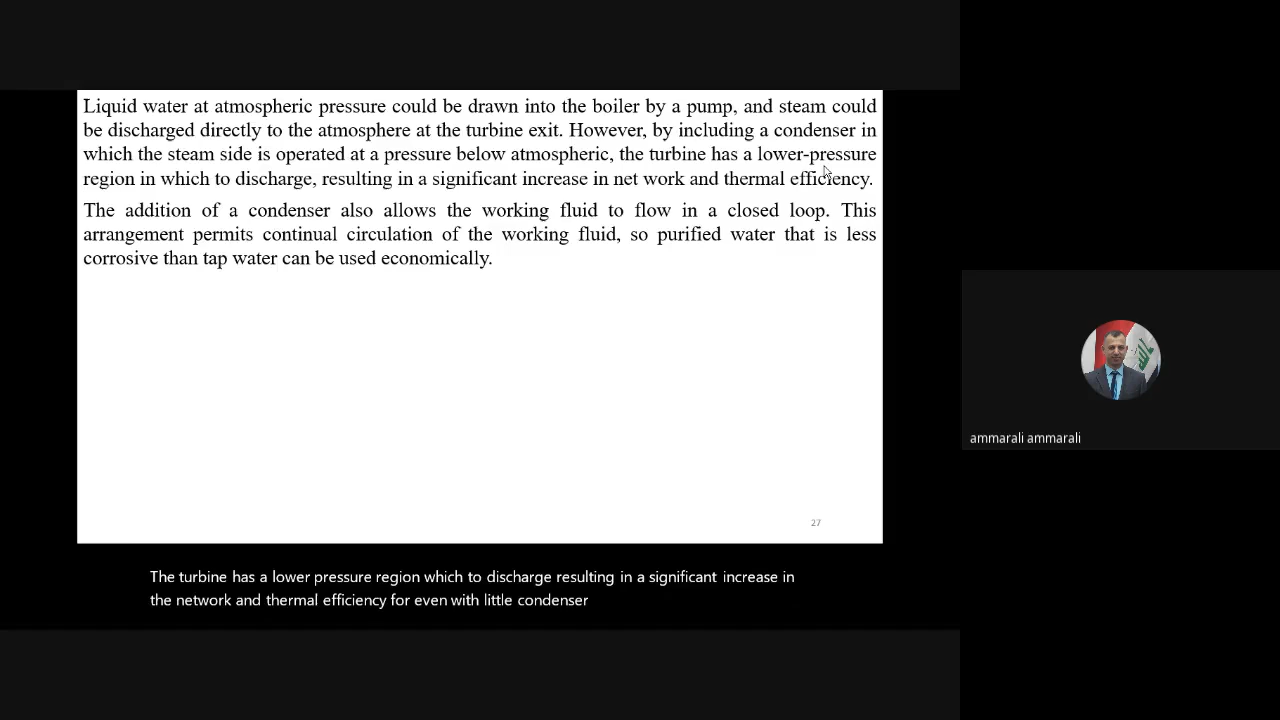 Liquid water at atmospheric pressure could be drawn into the boiler by a pump, and steam could
be discharged directly to the atmosphere at the turbine exit. However, by including a condenser in
which the steam side is operated at a pressure below atmospheric, the turbine has a lower-pressure
region in which to discharge, resulting in a significant increase in net work and thermal efficiency.
The addition of a condenser also allows the working fluid to flow in a closed loop. This
arrangement permits continual circulation of the working fluid, so purified water that is less
corrosive than tap water can be used economically.
27
The turbine has a lower pressure region which to discharge resulting in a significant increase in
the network and thermal efficiency for even with little condenser
ammarali ammarali